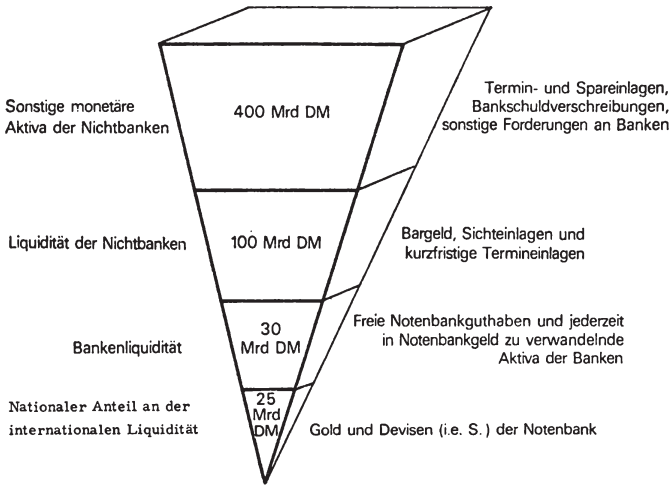 Sonstige monetäre
Aktiva der Nichtbanken
400 Mrd DM
Termin- und Spareinlagen,
Bankschuldverschreibungen,
sonstige Forderungen an Banken
Liquidität der Nichtbanken
100 Mrd DM
Bargeld, Sichteinlagen und
kurzfristige Termineinlagen
Bankenliquidität
30
Mrd DM
Freie Notenbankguthaben und jederzeit
in Notenbankgeld zu verwandelnde
Aktiva der Banken
Nationaler Anteil an der
internationalen Liquidität
25
Mrd
DM
Gold und Devisen (i.e. S.) der Notenbank